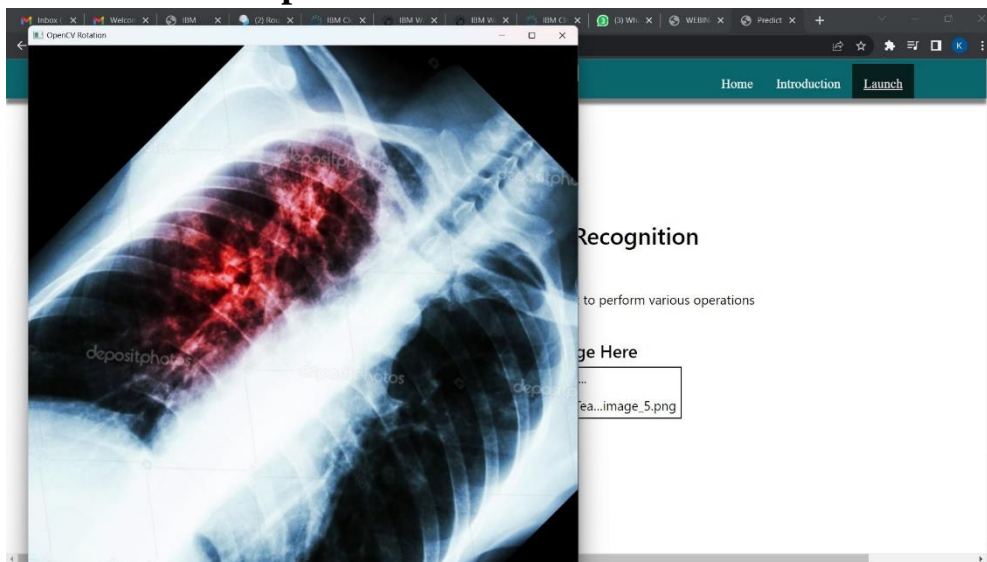 Inbox (
Welcom
IBM
(2) Rou
IBM Cl
IBM W
IBM W
IBM Cl
(3) Wh
WEBIN
Predict
OpenCV Rotation
Home Introduction Launch
K
depositphotos
depositpho
Recognition
to perform various operations
depositphotos
depositphotos
ge Here
...
Tea...image_5.png